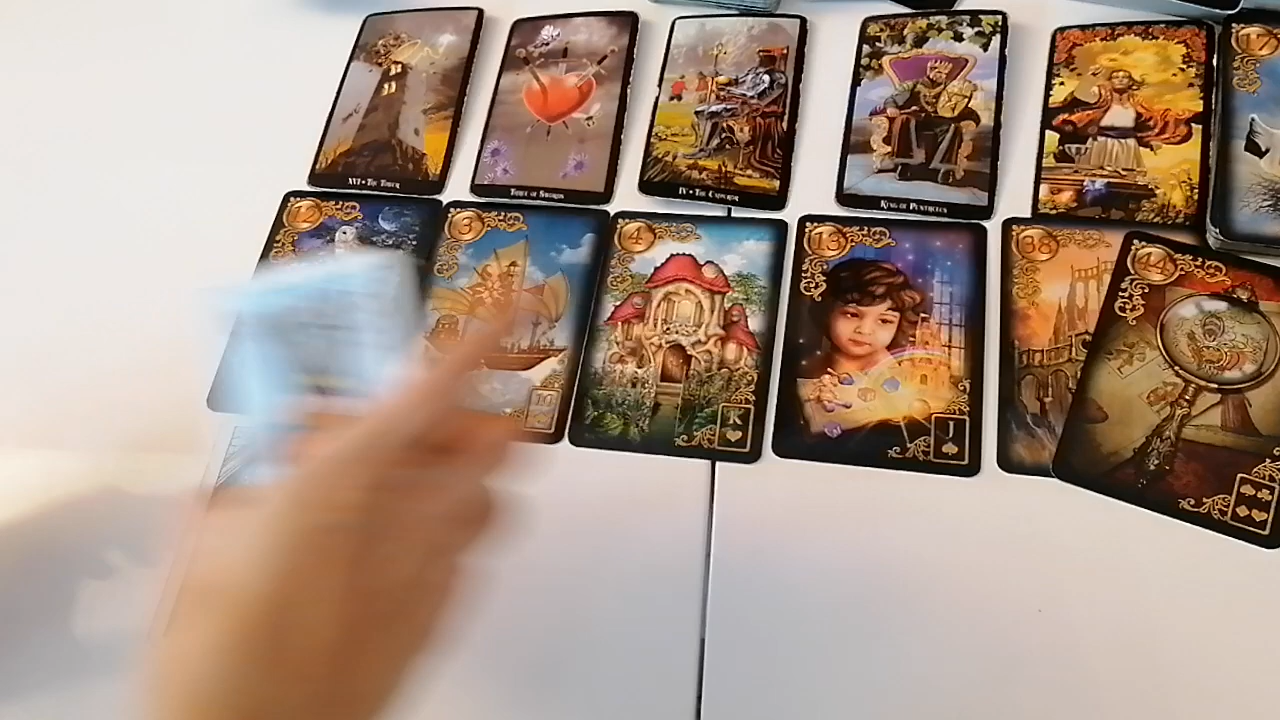 XVI • The Tower
Three of Swords
IV • The Emperor
King of Pentacles
17
12
3
10
4
K
13
J
38
44